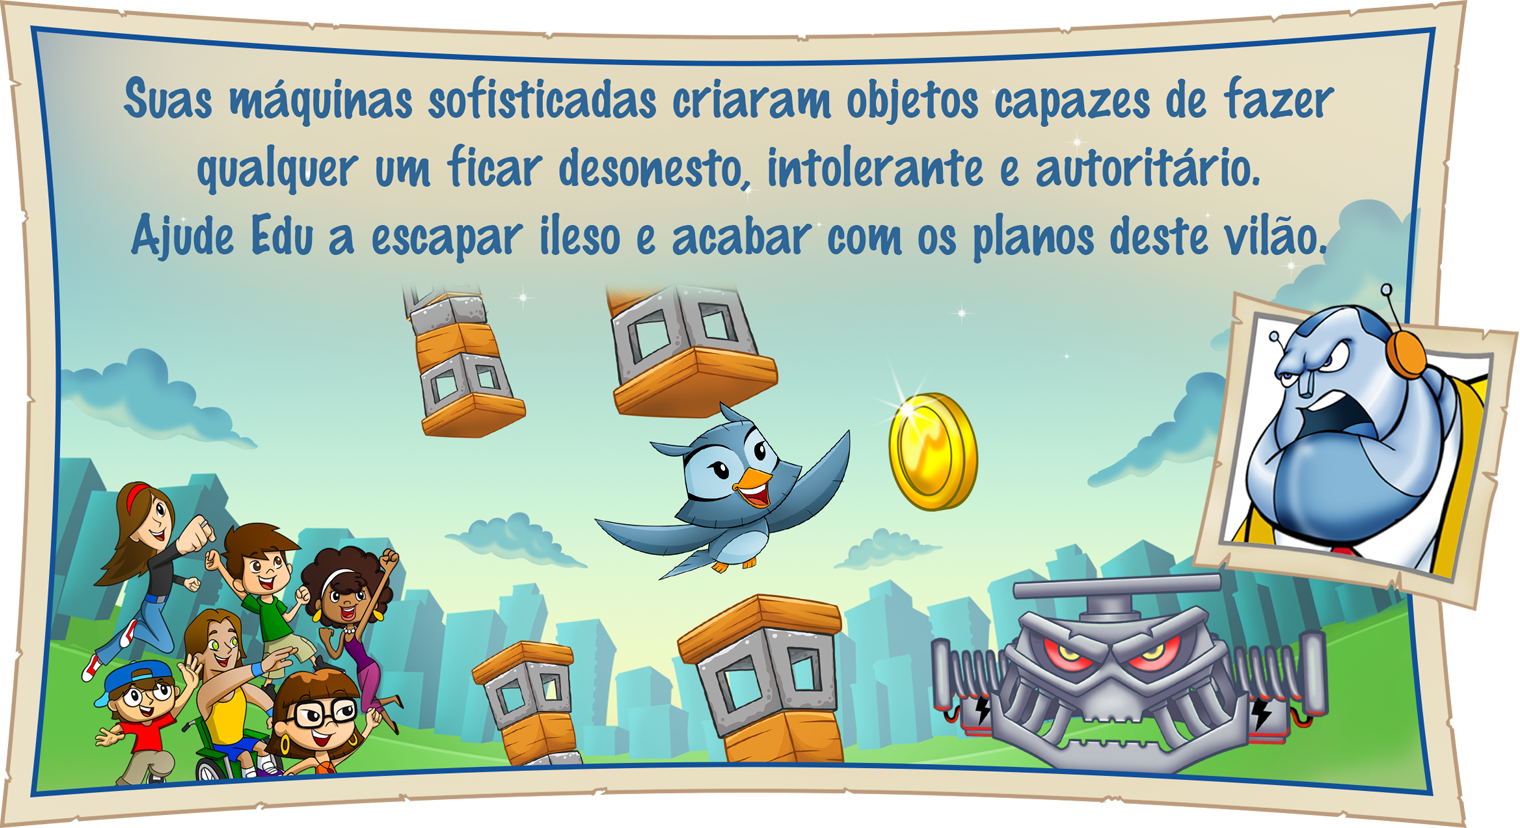 Suas máquinas sofisticadas criaram objetos capazes de fazer
qualquer um ficar desonesto, intolerante e autoritário.
Ajude Edu a escapar ileso e acabar com os planos deste vilão.